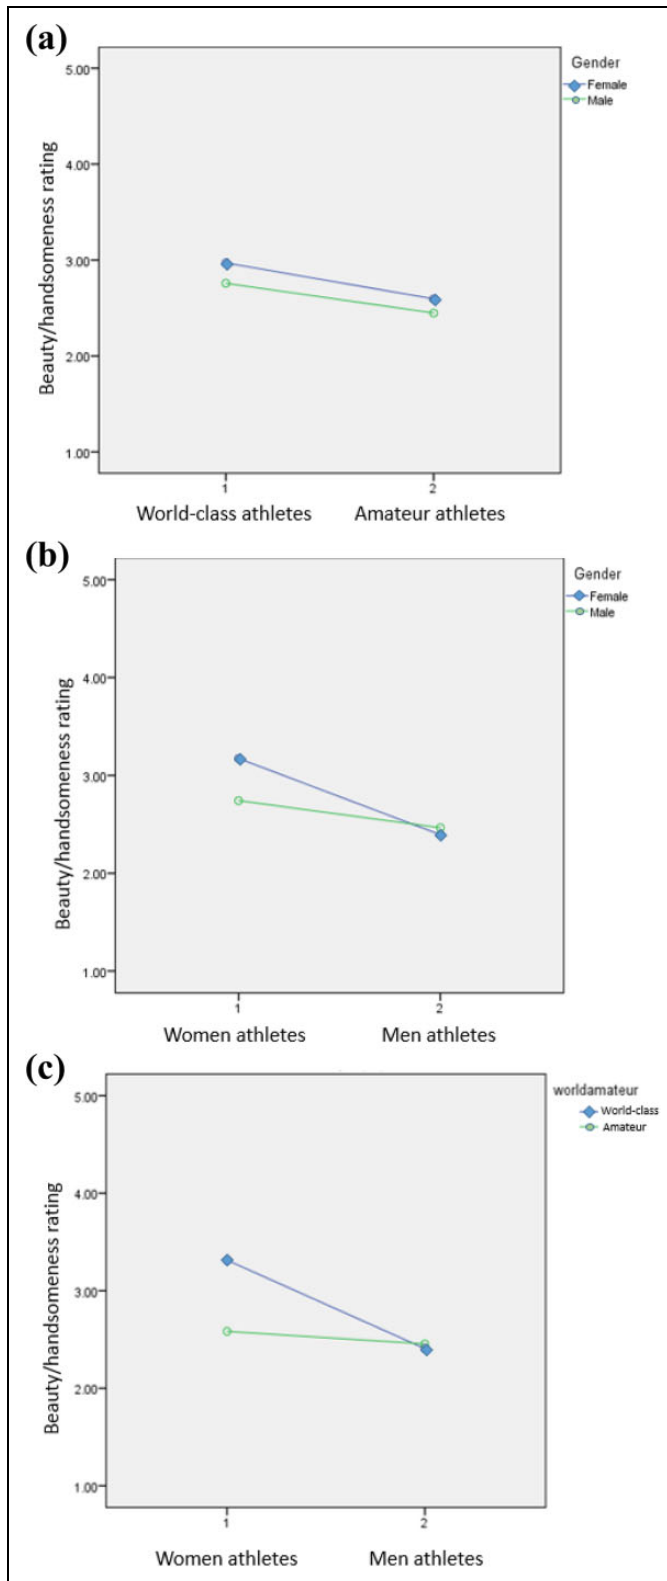 (a)
Gender
Female
Male
5.00
4.00
3.00
2.00
1.00
Beauty/handsomeness rating
1 2
World-class athletes Amateur athletes
(b)
Gender
Female
Male
5.00
4.00
3.00
2.00
1.00
Beauty/handsomeness rating
1 2
Women athletes Men athletes
(c)
worldamateur
World-class
Amateur
5.00
4.00
3.00
2.00
1.00
Beauty/handsomeness rating
1 2
Women athletes Men athletes